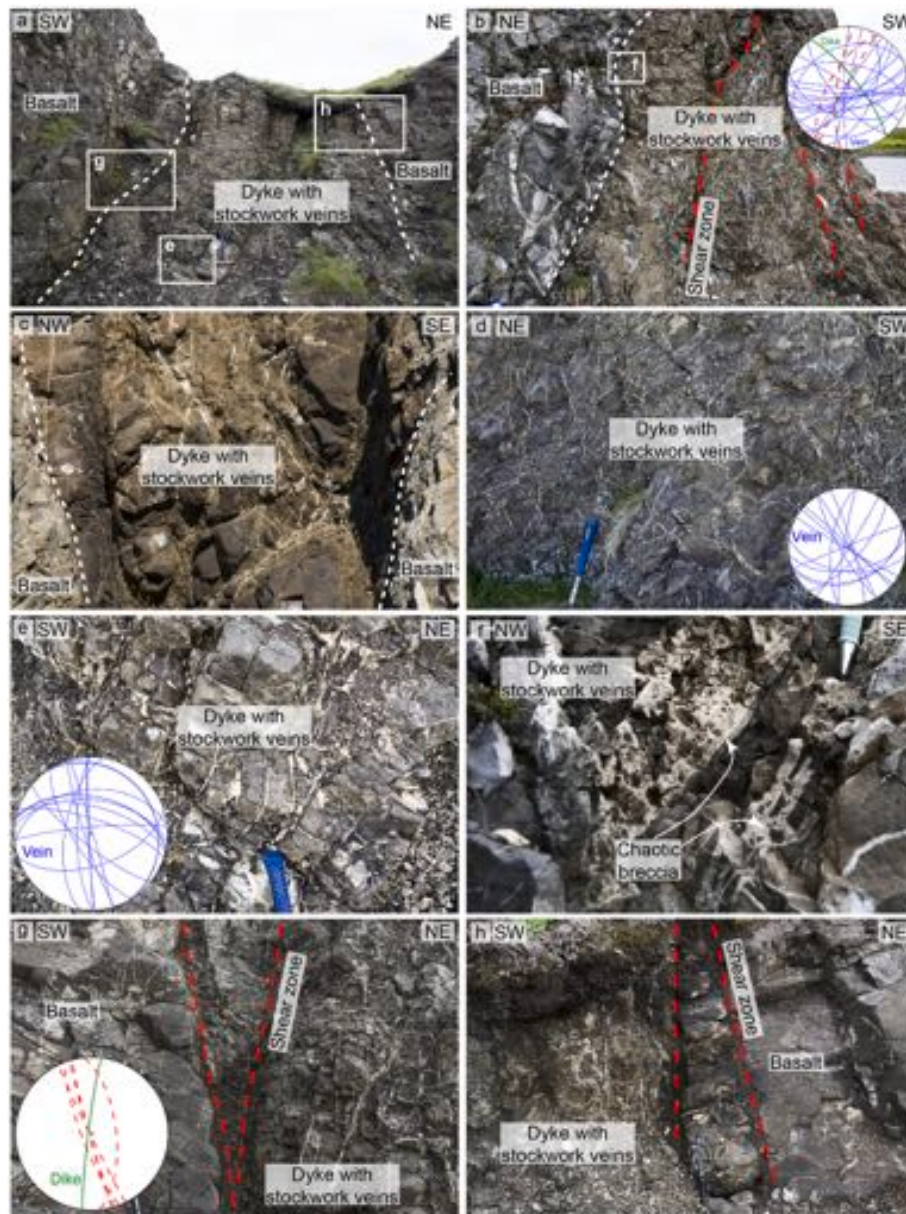 a SW
NE
Basalt
h
g
Basalt
Dyke with
stockwork veins
e
b NE
SW
Dike
f
Basalt
Dyke with
stockwork veins
Vein
Shear zone
c NW
SE
Dyke with
stockwork veins
Basalt
Basalt
d NE
SW
Dyke with
stockwork veins
Vein
e SW
NE
Dyke with
stockwork veins
Vein
f NW
SE
Dyke with
stockwork veins
Chaotic
breccia
g SW
NE
Shear zone
Basalt
Dike
Dyke with
stockwork veins
h SW
NE
Shear zone
Basalt
Dyke with
stockwork veins